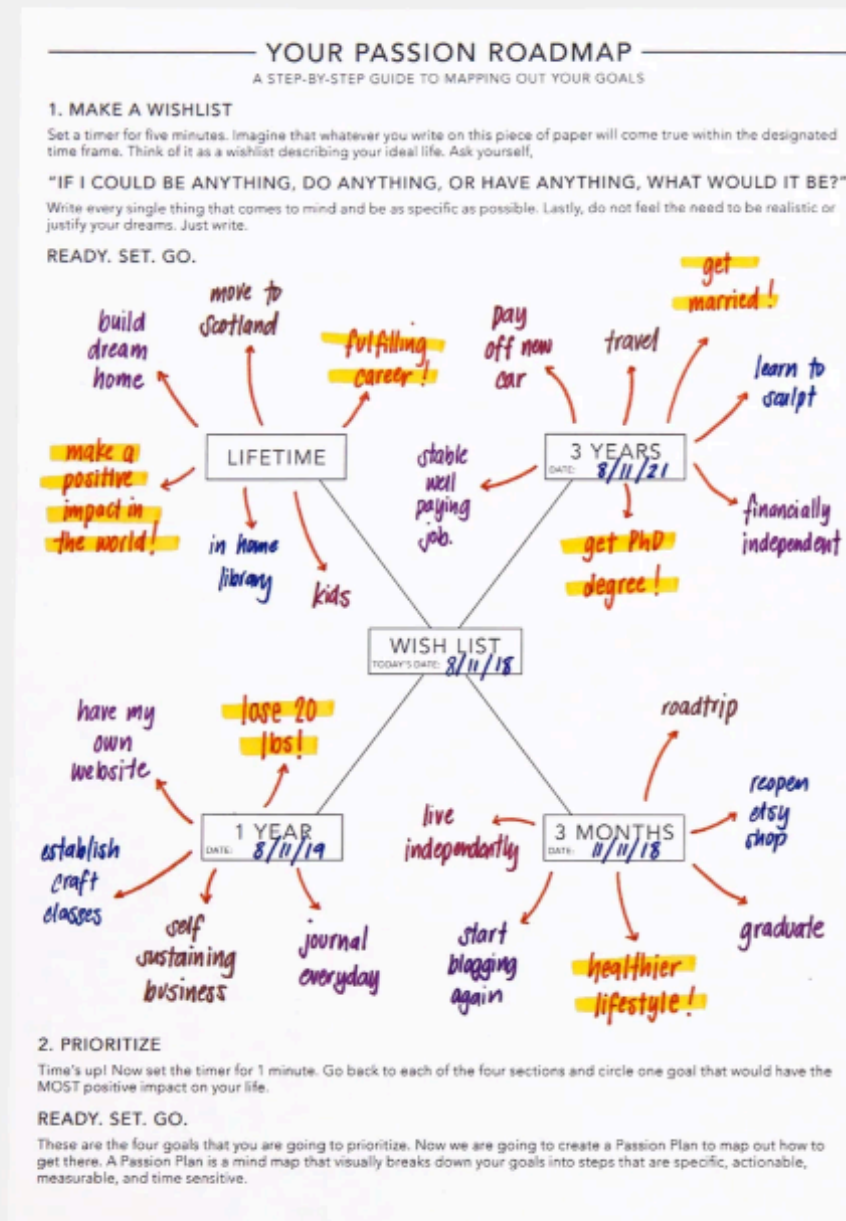 YOUR PASSION ROADMAP
A STEP-BY-STEP GUIDE TO MAPPING OUT YOUR GOALS
1. MAKE A WISHLIST
Set a timer for five minutes. Imagine that whatever you write on this piece of paper will come true within the designated
time frame. Think of it as a wishlist describing your ideal life. Ask yourself,
"IF I COULD BE ANYTHING, DO ANYTHING, OR HAVE ANYTHING, WHAT WOULD IT BE?"
Write every single thing that comes to mind and be as specific as possible. Lastly, do not feel the need to be realistic or
justify your dreams. Just write.
READY. SET. GO.
build
dream
home
move to
scotland
fulfilling
career!
LIFETIME
make a
positive
impact in
the world!
in home
library
kids
pay
off new
car
travel
get
married!
learn to
sculpt
3 YEARS
DATE: 8/11/21
stable
well
paying
job.
get PhD
degree!
financially
independent
WISH LIST
TODAY'S DATE: 8/11/18
have my
own
website
lose 20
lbs!
1 YEAR
DATE: 8/11/19
establish
craft
classes
self
sustaining
business
journal
everyday
roadtrip
live
independently
3 MONTHS
DATE: 11/11/18
reopen
etsy
shop
start
blogging
again
healthier
lifestyle!
graduate
2. PRIORITIZE
Time's up! Now set the timer for 1 minute. Go back to each of the four sections and circle one goal that would have the
MOST positive impact on your life.
READY. SET. GO.
These are the four goals that you are going to prioritize. Now we are going to create a Passion Plan to map out how to
get there. A Passion Plan is a mind map that visually breaks down your goals into steps that are specific, actionable,
measurable, and time sensitive.